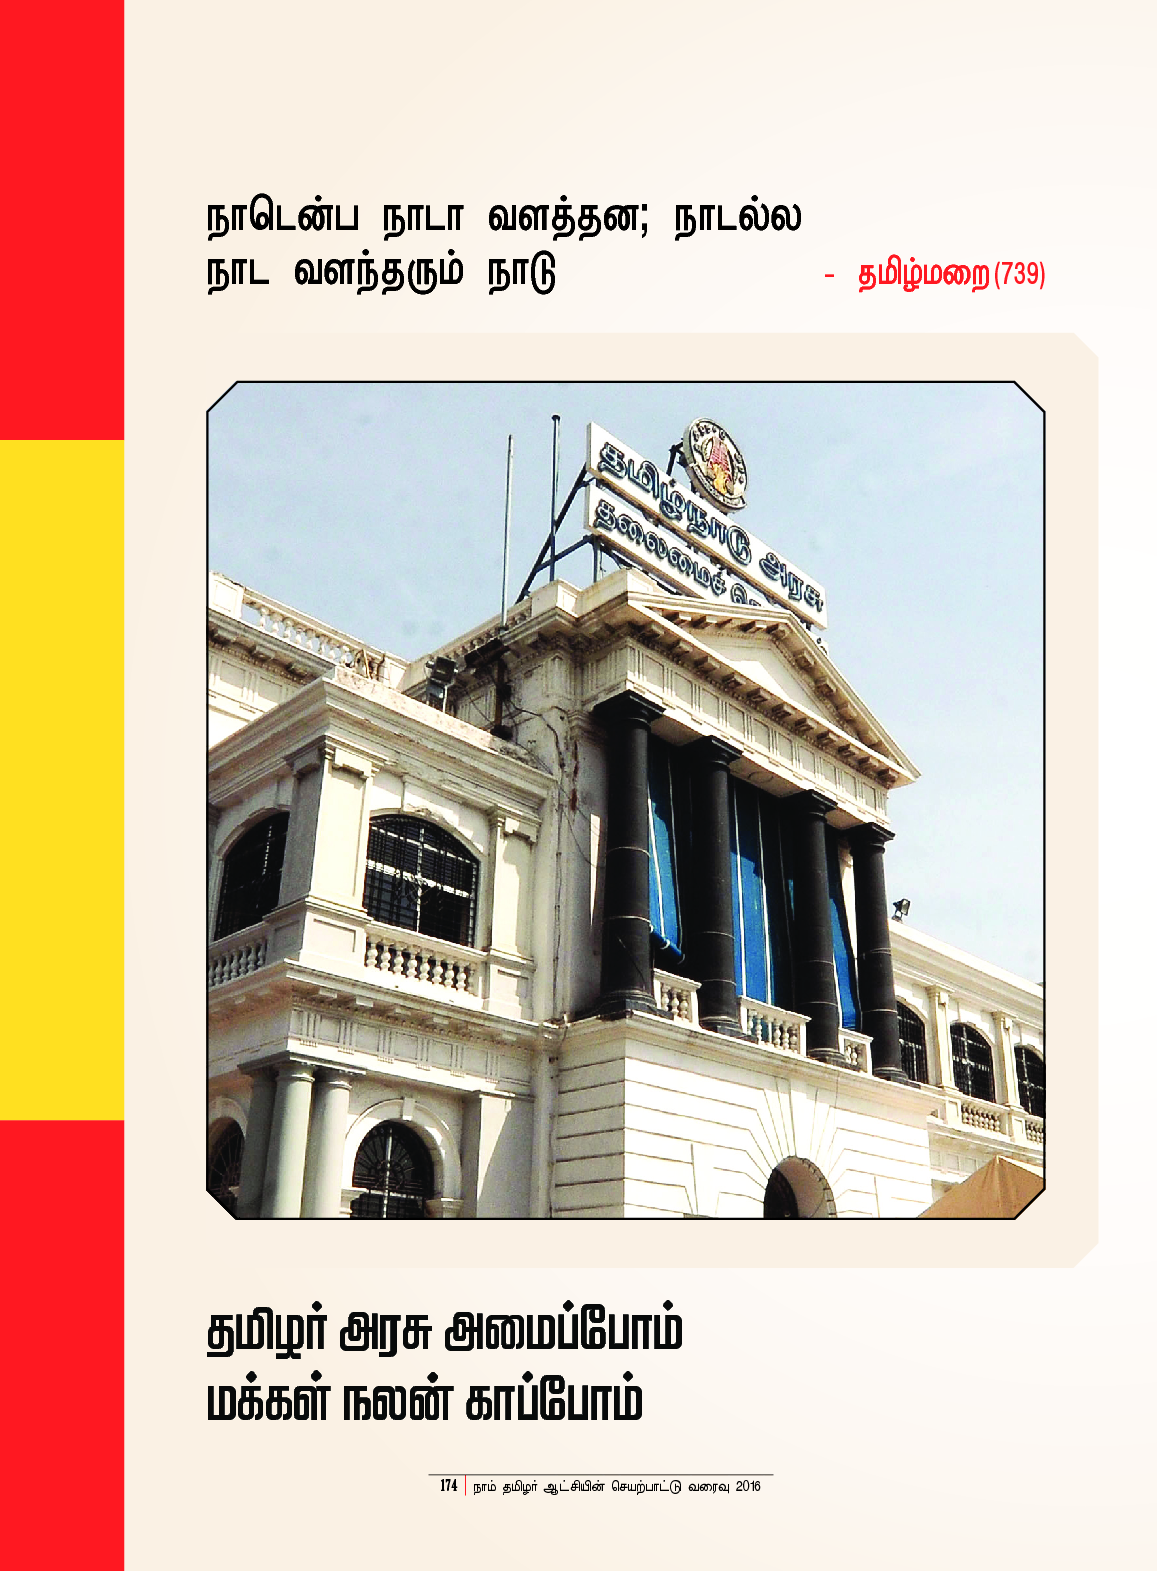 நாடென்ப நாடா வளத்தன; நாடல்ல
நாட வளந்தரும் நாடு - தமிழ்மறை (739)
தமிழ்நாடு அரசு
தலைமைச்
தமிழர் அரசு அமைப்போம்
மக்கள் நலன் காப்போம்
174 நாம் தமிழர் ஆட்சியின் செயற்பாட்டு வரைவு 2016